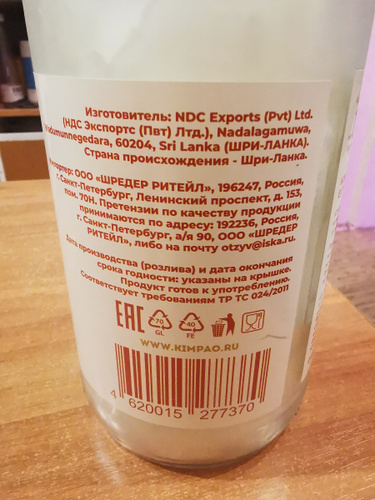 Изготовитель: NDC Exports (Pvt) Ltd.
(НДС Экспортс (Пвт) Лтд.), Nadalagamuwa,
60204, Sri Lanka (ШРИ-ЛАНКА).
Страна происхождения - Шри-Ланка.
ООО «ШРЕДЕР РИТЕЙЛ», 196247, Россия,
г. Санкт-Петербург, Ленинский проспект, д. 153,
пом. 70Н. Претензии по качеству продукции
принимаются по адресу: 192236, Россия,
г. Санкт-Петербург, а/я 90, ООО «ШРЕДЕР
РИТЕЙЛ», либо на почту otzyv@iska.ru.
Дата производства (розлива) и дата окончания
срока годности: указаны на крышке.
Продукт готов к употреблению.
Соответствует требованиям ТР ТС 024/2011
EAC 70 GL 40 FE
WWW.KIMPAO.RU
4 620015 277370